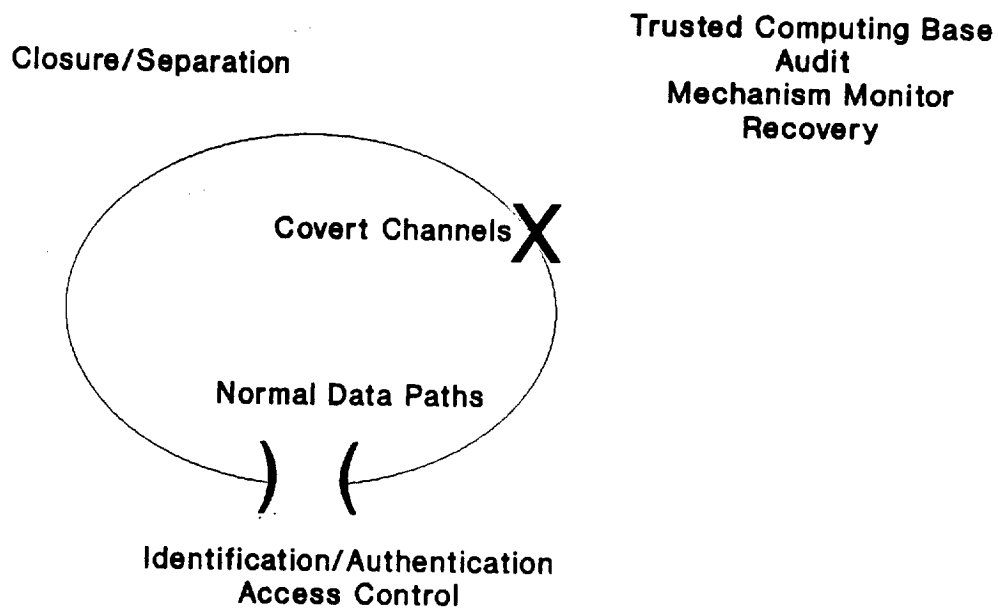 Closure/Separation
Trusted Computing Base
Audit
Mechanism Monitor
Recovery
Covert Channels X
Normal Data Paths
Identification/Authentication
Access Control